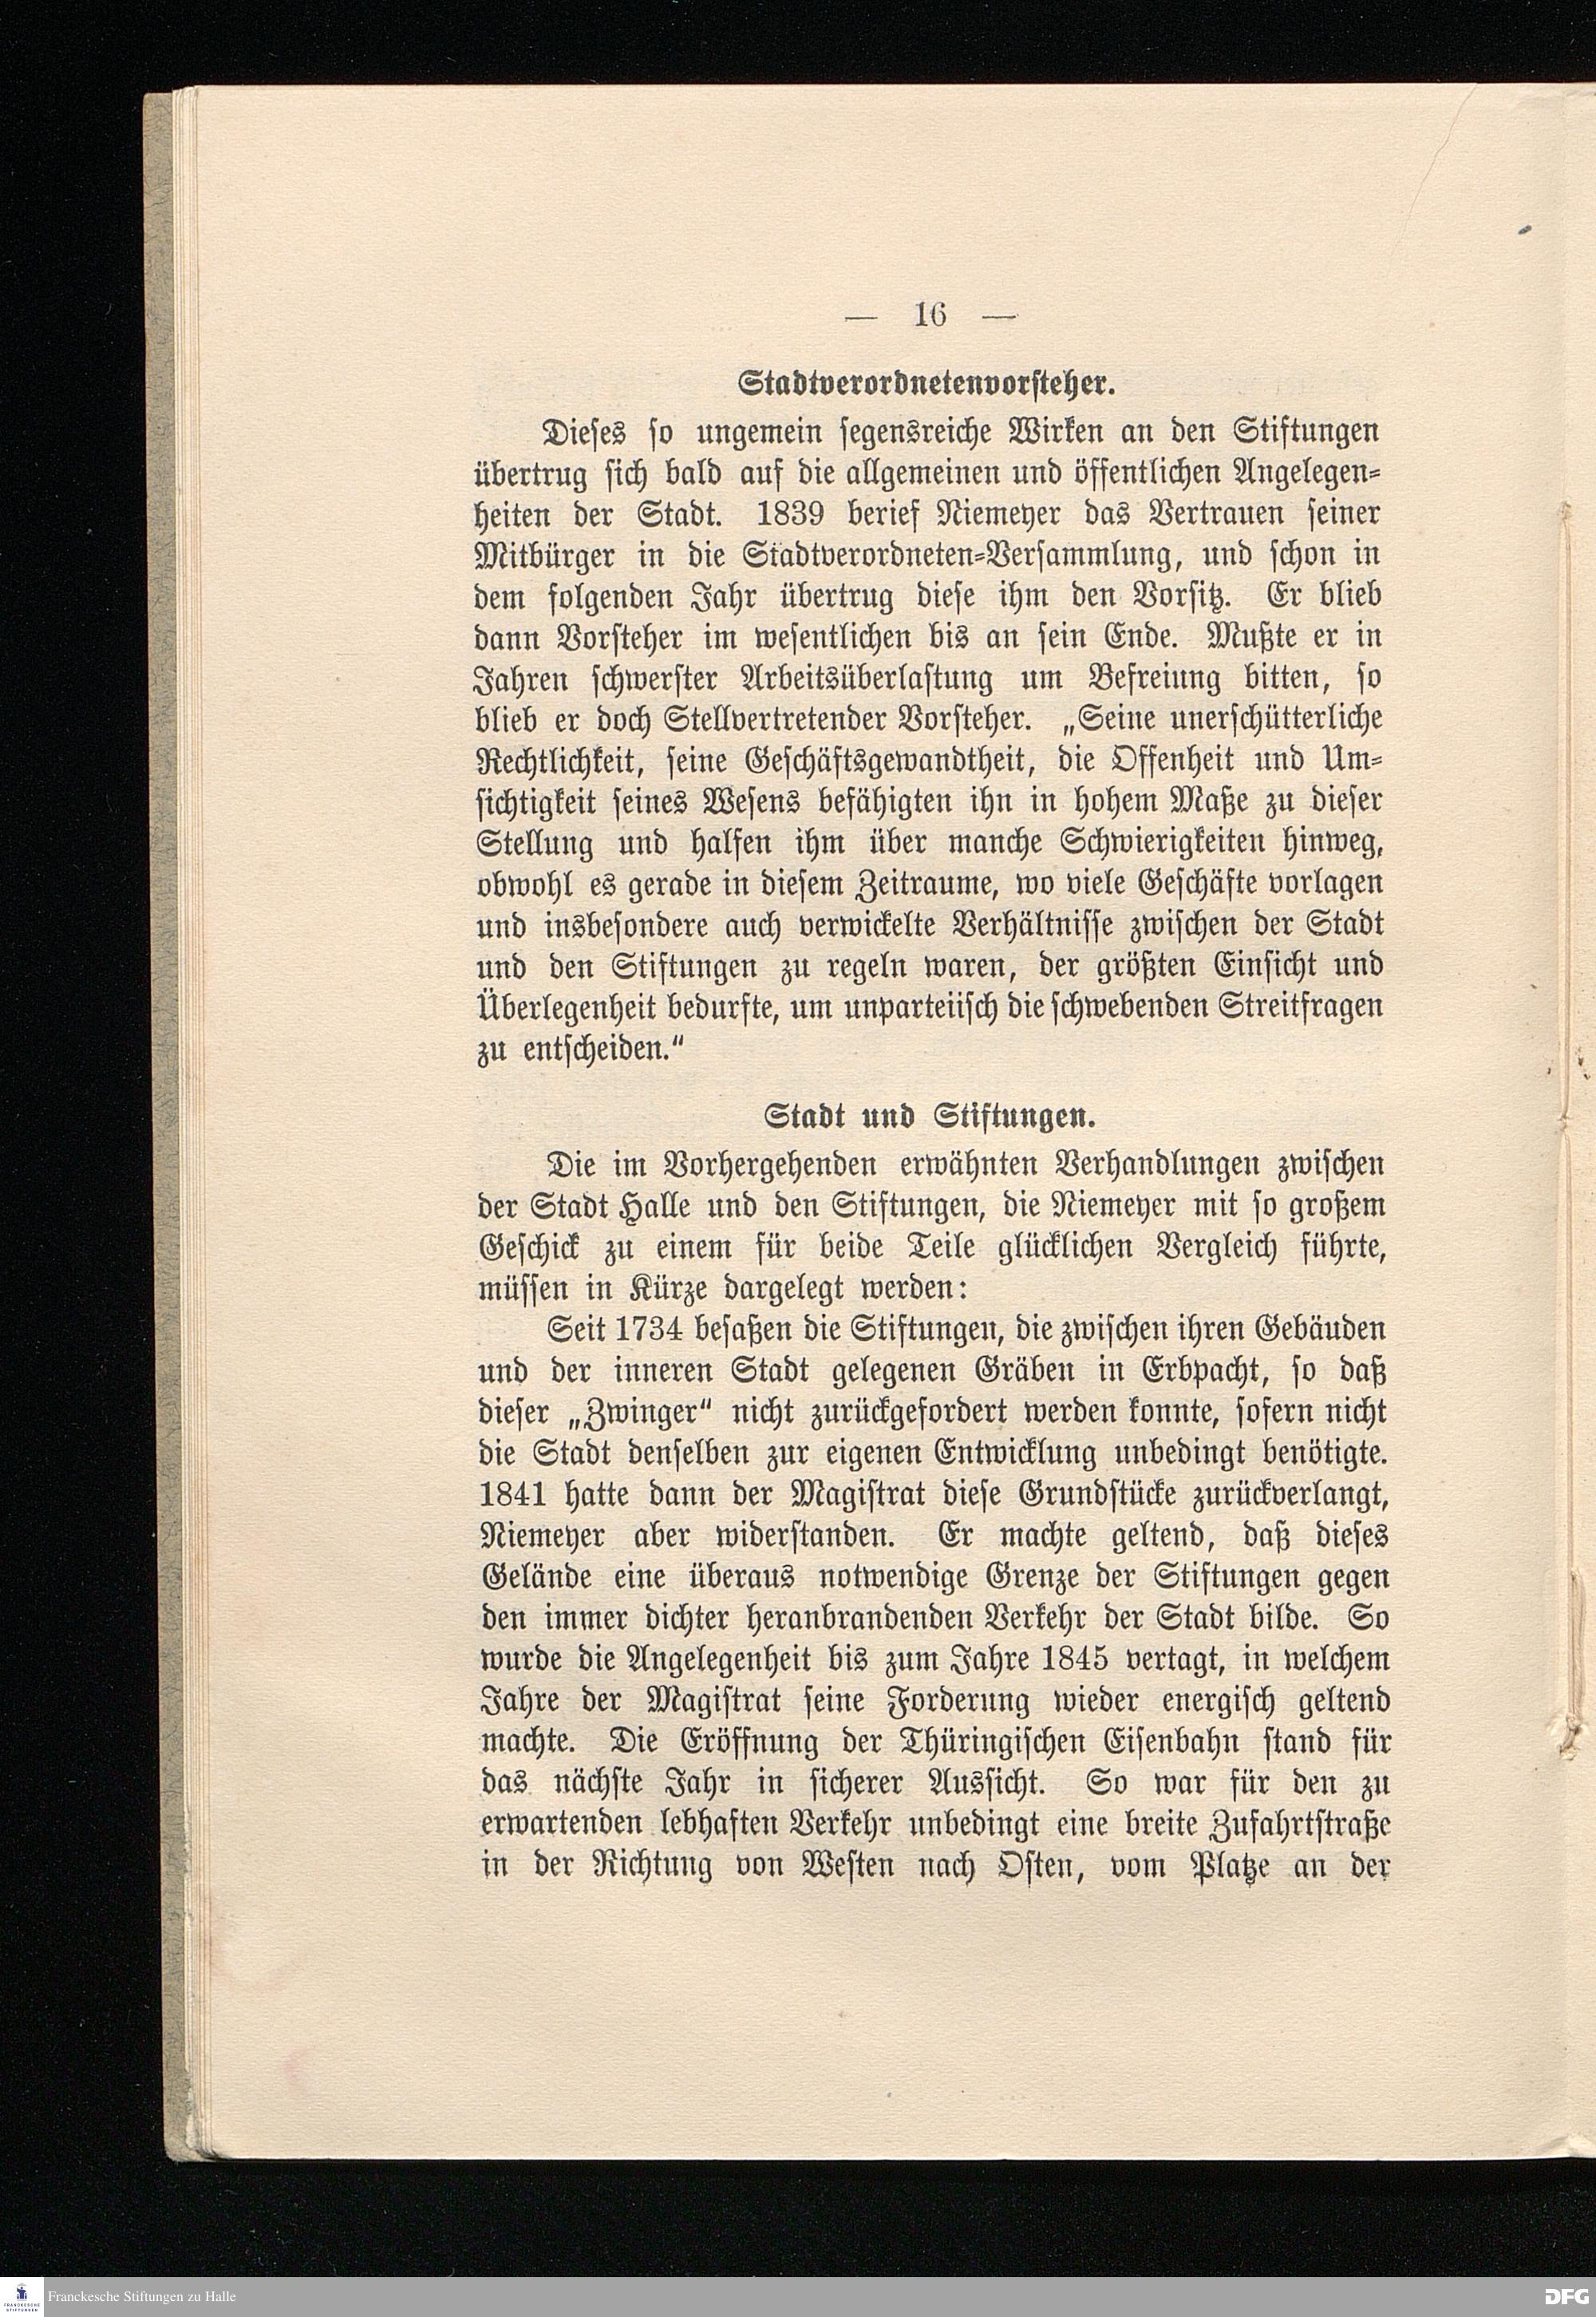 — 16 —
Stadtverordnetenvorsteher.
Dieses so ungemein segensreiche Wirken an den Stiftungen
übertrug sich bald auf die allgemeinen und öffentlichen Angelegen-
heiten der Stadt. 1839 berief Niemeyer das Vertrauen seiner
Mitbürger in die Stadtverordneten-Versammlung, und schon in
dem folgenden Jahr übertrug diese ihm den Vorsitz. Er blieb
dann Vorsteher im wesentlichen bis an sein Ende. Mußte er in
Jahren schwerster Arbeitsüberlastung um Befreiung bitten, so
blieb er doch Stellvertretender Vorsteher. „Seine unerschütterliche
Rechtlichkeit, seine Geschäftsgewandtheit, die Offenheit und Um-
sichtigkeit seines Wesens befähigten ihn in hohem Maße zu dieser
Stellung und halfen ihm über manche Schwierigkeiten hinweg,
obwohl es gerade in diesem Zeitraume, wo viele Geschäfte vorlagen
und insbesondere auch verwickelte Verhältnisse zwischen der Stadt
und den Stiftungen zu regeln waren, der größten Einsicht und
Überlegenheit bedurfte, um unparteiisch die schwebenden Streitfragen
zu entscheiden.“
Stadt und Stiftungen.
Die im Vorhergehenden erwähnten Verhandlungen zwischen
der Stadt Halle und den Stiftungen, die Niemeyer mit so großem
Geschick zu einem für beide Teile glücklichen Vergleich führte,
müssen in Kürze dargelegt werden:
Seit 1734 besaßen die Stiftungen, die zwischen ihren Gebäuden
und der inneren Stadt gelegenen Gräben in Erbpacht, so daß
dieser „Zwinger“ nicht zurückgefordert werden konnte, sofern nicht
die Stadt denselben zur eigenen Entwicklung unbedingt benötigte.
1841 hatte dann der Magistrat diese Grundstücke zurückverlangt,
Niemeyer aber widerstanden. Er machte geltend, daß dieses
Gelände eine überaus notwendige Grenze der Stiftungen gegen
den immer dichter heranbrandenden Verkehr der Stadt bilde. So
wurde die Angelegenheit bis zum Jahre 1845 vertagt, in welchem
Jahre der Magistrat seine Forderung wieder energisch geltend
machte. Die Eröffnung der Thüringischen Eisenbahn stand für
das nächste Jahr in sicherer Aussicht. So war für den zu
erwartenden lebhaften Verkehr unbedingt eine breite Zufahrtstraße
in der Richtung von Westen nach Osten, vom Platze an der
FRANCKESCHE
STIFTUNGEN
Franckesche Stiftungen zu Halle
DFG